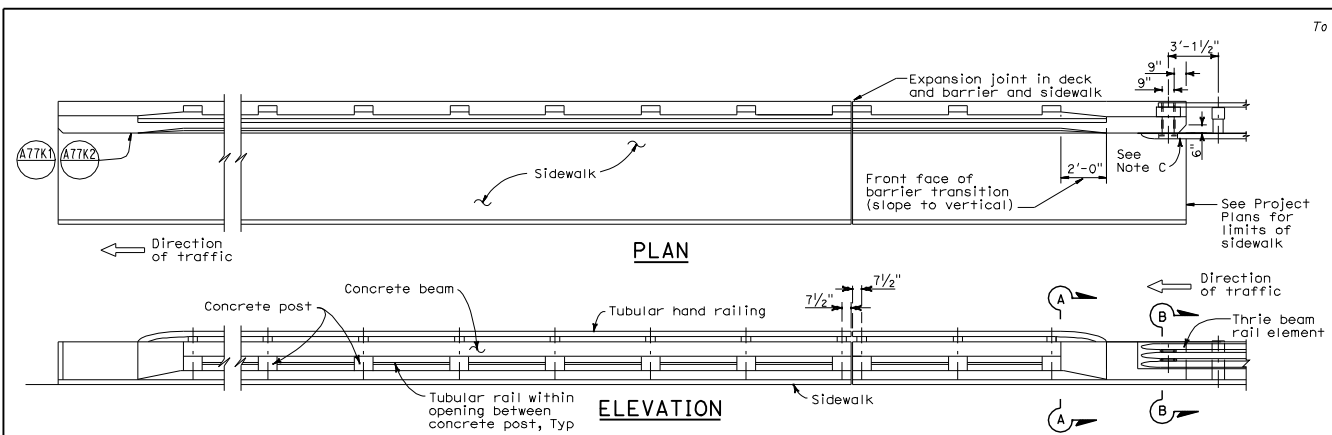 To
3'-1½"
9"
9"
Expansion joint in deck
and barrier and sidewalk
A77K1
A77K2
Sidewalk
2'-0"
Front face of
barrier transition
(slope to vertical)
See
Note C
6"
See Project
Plans for
limits of
sidewalk
Direction
of traffic
PLAN
Direction
of traffic
7½"
7½"
Concrete post
Concrete beam
Tubular hand railing
A
B
Thrie beam
rail element
Tubular rail within
opening between
concrete post, Typ
ELEVATION
Sidewalk
A
B